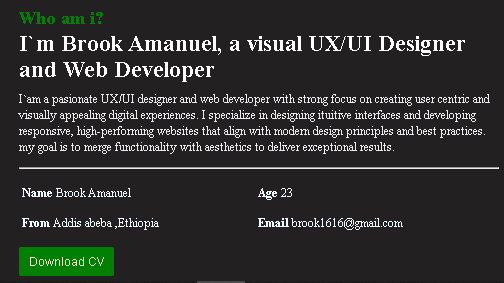 Who am i?
I`m Brook Amanuel, a visual UX/UI Designer
and Web Developer
I`am a pasionate UX/UI designer and web developer with strong focus on creating user centric and
visually appealing digital experiences. I specialize in designing ituitive interfaces and developing
responsive, high-performing websites that align with modern design principles and best practices.
my goal is to merge functionality with aesthetics to deliver exceptional results.
Name Brook Amanuel Age 23
From Addis abeba ,Ethiopia Email brook1616@gmail.com
Download CV